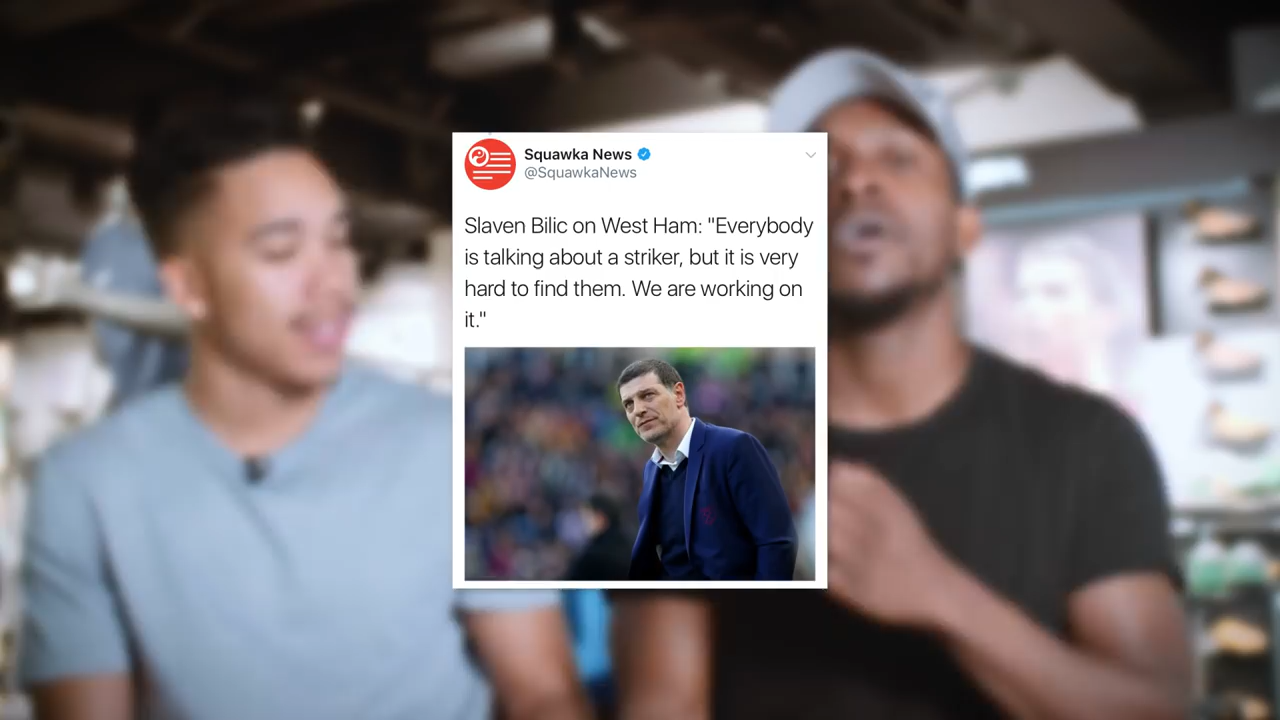 Squawka News
@SquawkaNews
Slaven Bilic on West Ham: "Everybody
is talking about a striker, but it is very
hard to find them. We are working on
it."